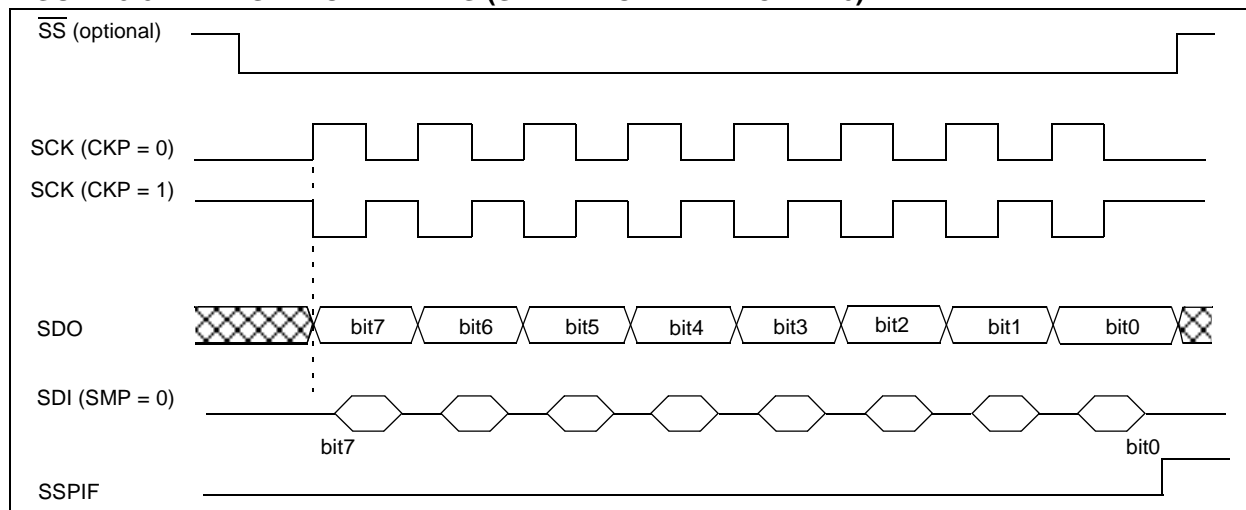 SS (optional)
SCK (CKP = 0)
SCK (CKP = 1)
SDO
bit7 bit6 bit5 bit4 bit3 bit2 bit1 bit0
SDI (SMP = 0)
bit7 bit0
SSPIF